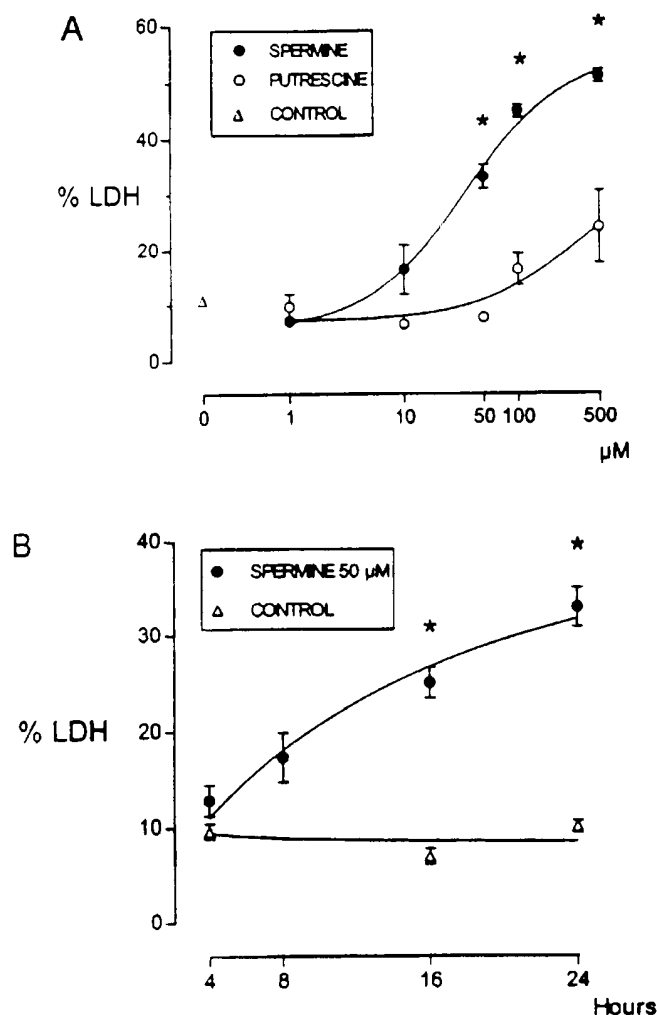 A
60
40
20
0
% LDH
● SPERMINE
○ PUTRESCINE
△ CONTROL
★
★
★
0 1 10 50 100 500
µM
B
40
30
20
10
0
% LDH
● SPERMINE 50 µM
△ CONTROL
★
★
4 8 16 24
Hours